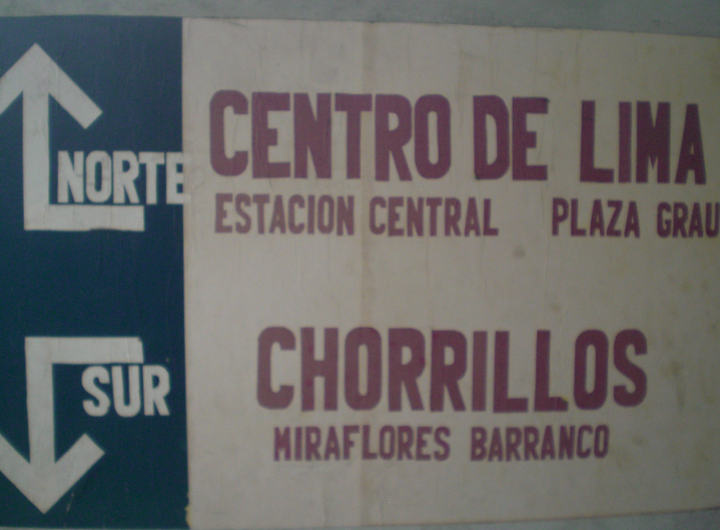 NORTE
CENTRO DE LIMA
ESTACION CENTRAL PLAZA GRAU
SUR
CHORRILLOS
MIRAFLORES BARRANCO